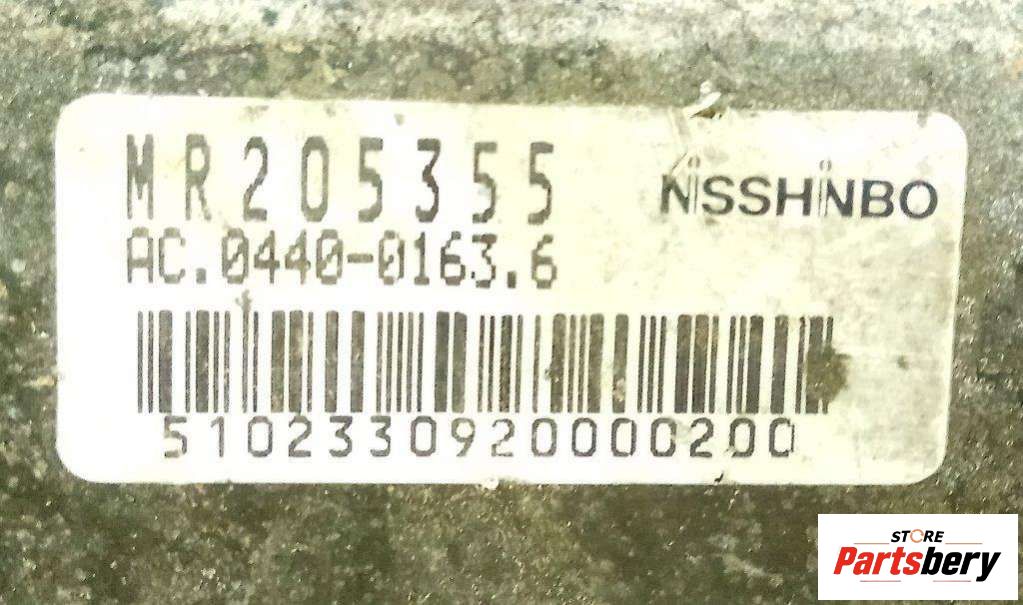 MR205355
NiSSHiNBO
AC.0440-0163.6
5102330920000200
STORE
Partsbery